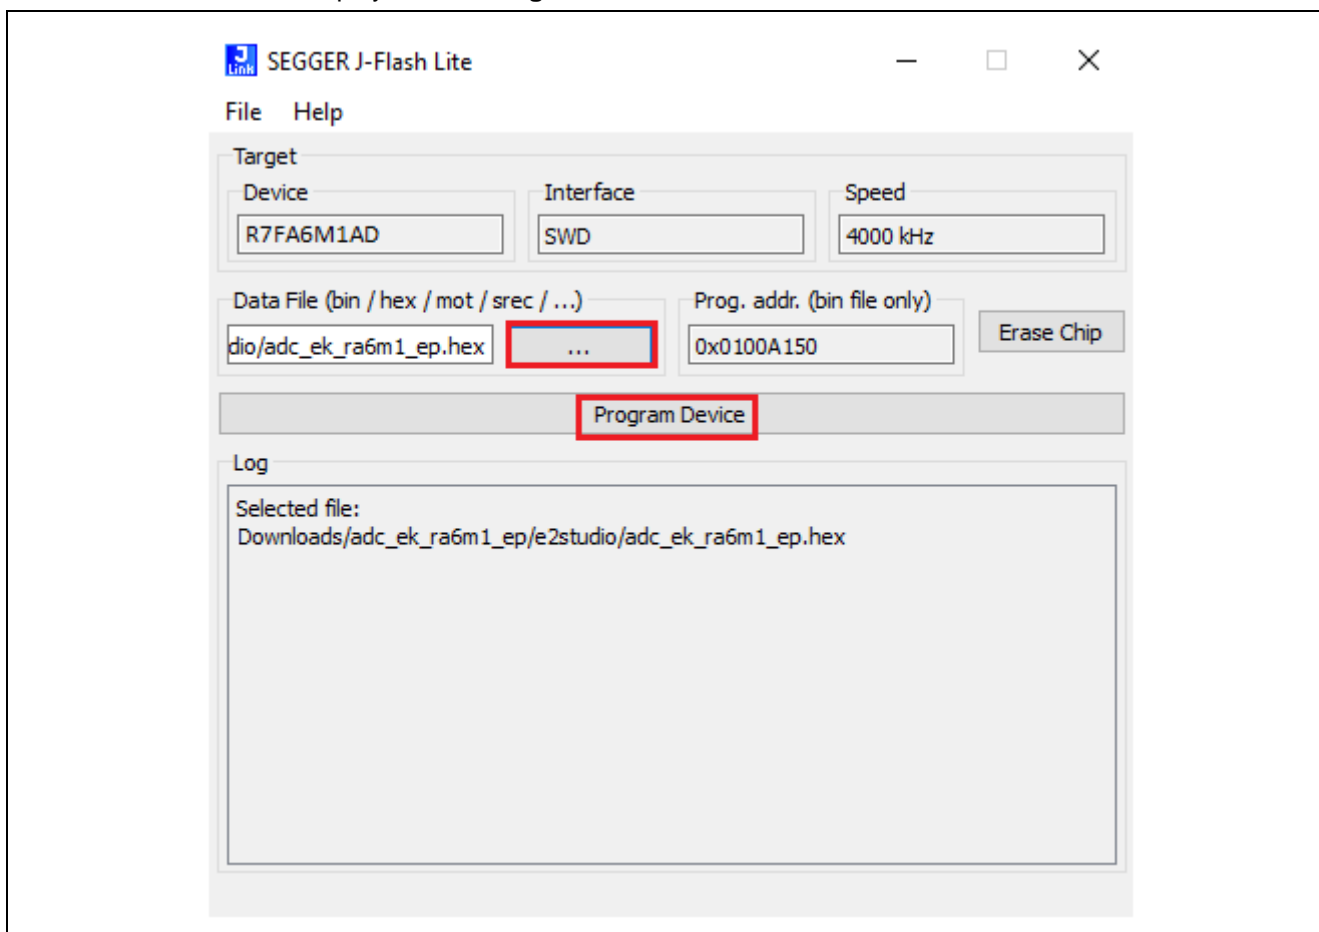 J
Link SEGGER J-Flash Lite
File Help
Target
Device Interface Speed
R7FA6M1AD SWD 4000 kHz
Data File (bin / hex / mot / srec / ...) Prog. addr. (bin file only)
dio/adc_ek_ra6m1_ep.hex ... 0x0100A150 Erase Chip
Program Device
Log
Selected file:
Downloads/adc_ek_ra6m1_ep/e2studio/adc_ek_ra6m1_ep.hex